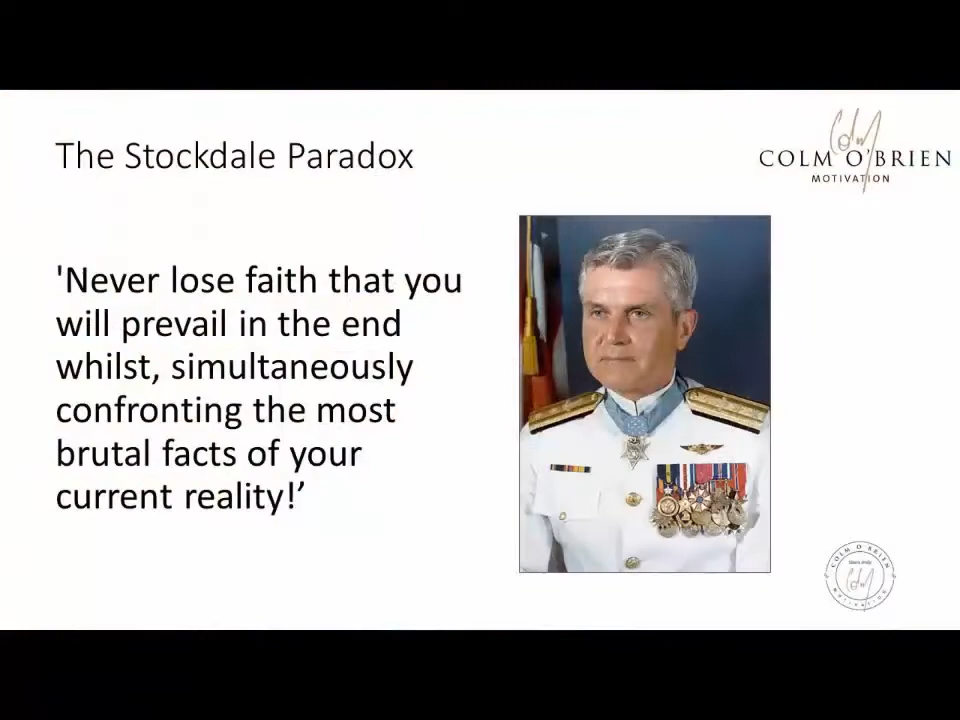 The Stockdale Paradox
COLM O'BRIEN
MOTIVATION
'Never lose faith that you
will prevail in the end
whilst, simultaneously
confronting the most
brutal facts of your
current reality!’
COLM O BRIEN
MOTIVATION